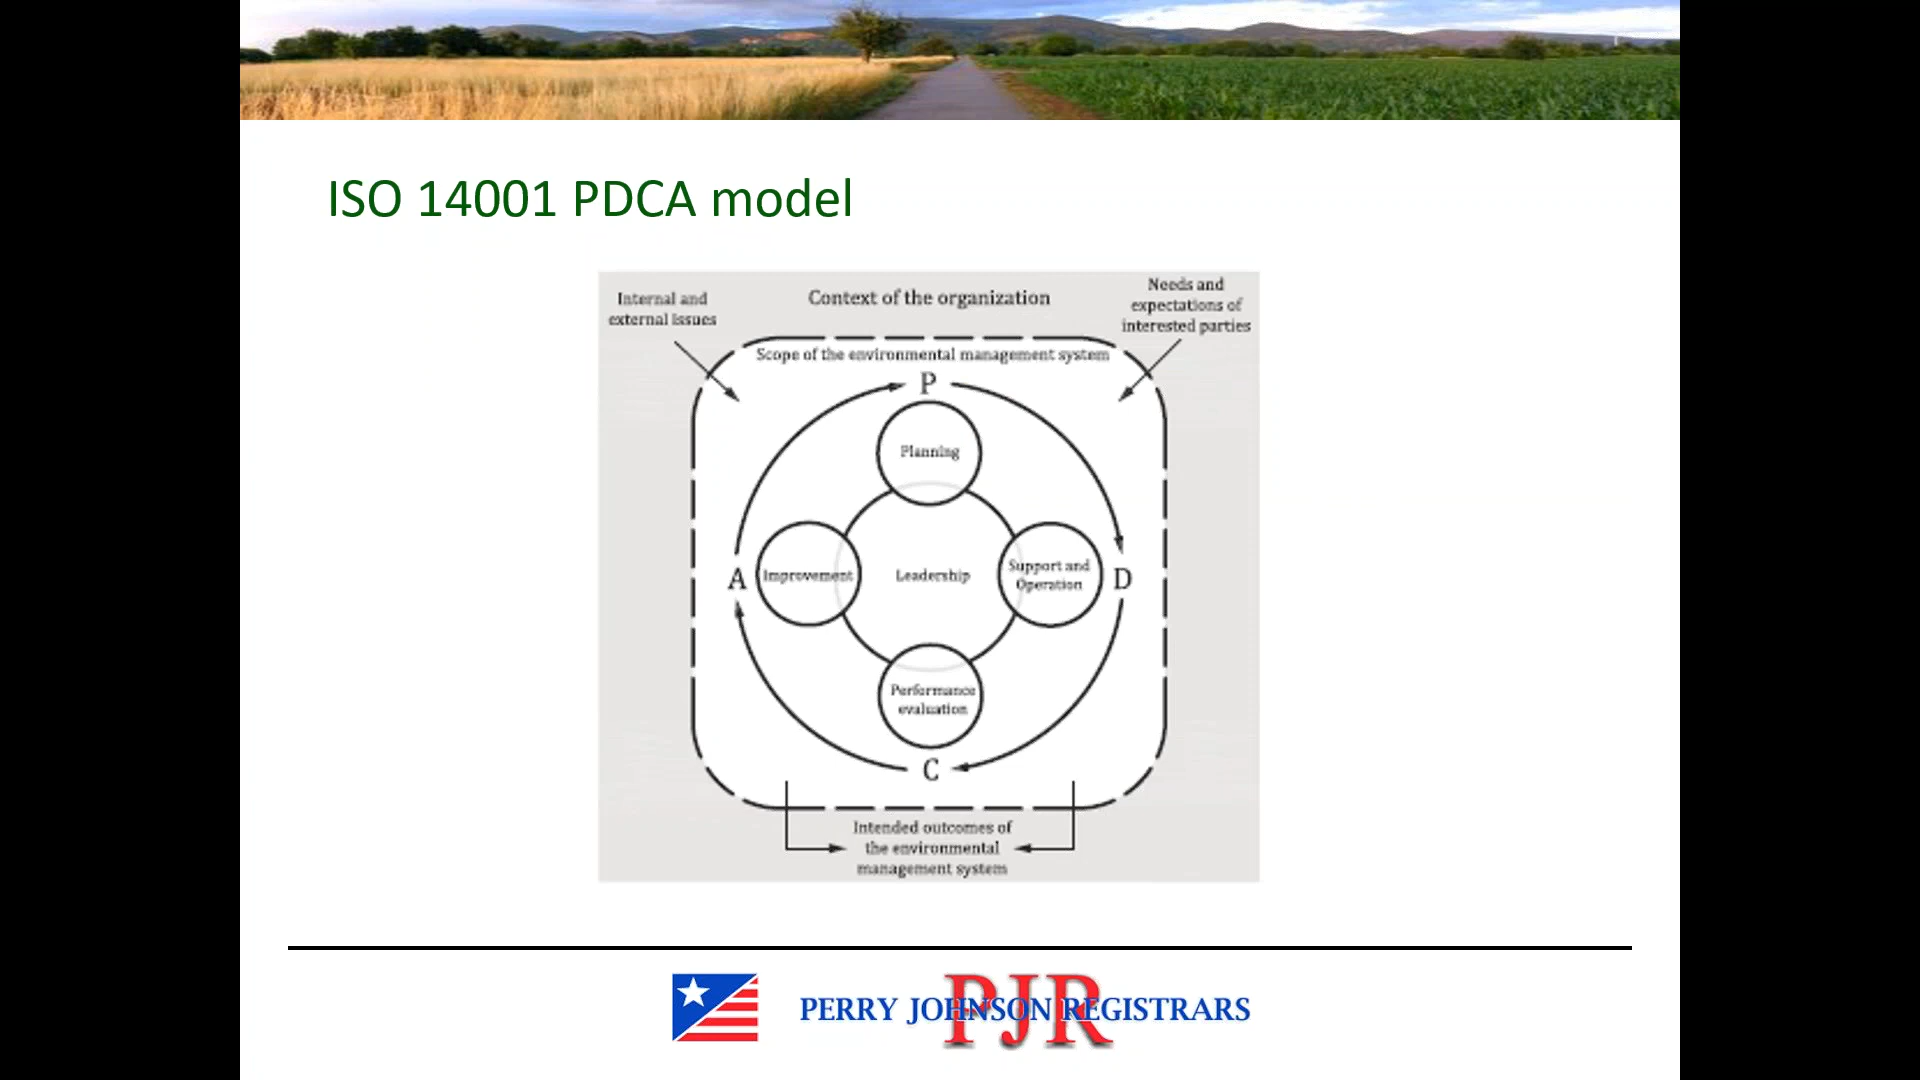 ISO 14001 PDCA model
Internal and
external issues
Context of the organization
Needs and
expectations of
interested parties
Scope of the environmental management system
P
Planning
A
Improvement
Leadership
Support and
Operation
D
Performance
evaluation
C
Intended outcomes of
the environmental
management system
PJR
PERRY JOHNSON REGISTRARS